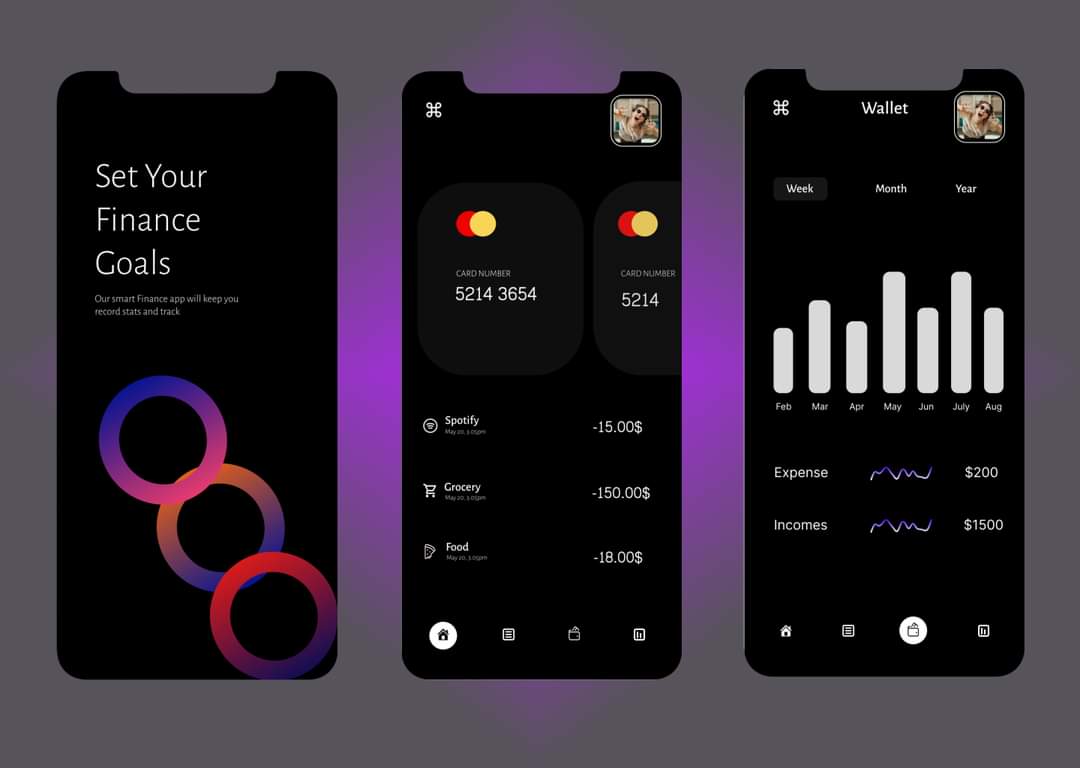 Set Your
Finance
Goals
Our smart Finance app will keep you
record stats and track
CARD NUMBER
5214 3654
CARD NUMBER
5214
Spotify
May 20, 3.05pm
-15.00$
Grocery
May 20, 3.05pm
-150.00$
Food
May 20, 3.05pm
-18.00$
Wallet
Week Month Year
Feb Mar Apr May Jun July Aug
Expense $200
Incomes $1500